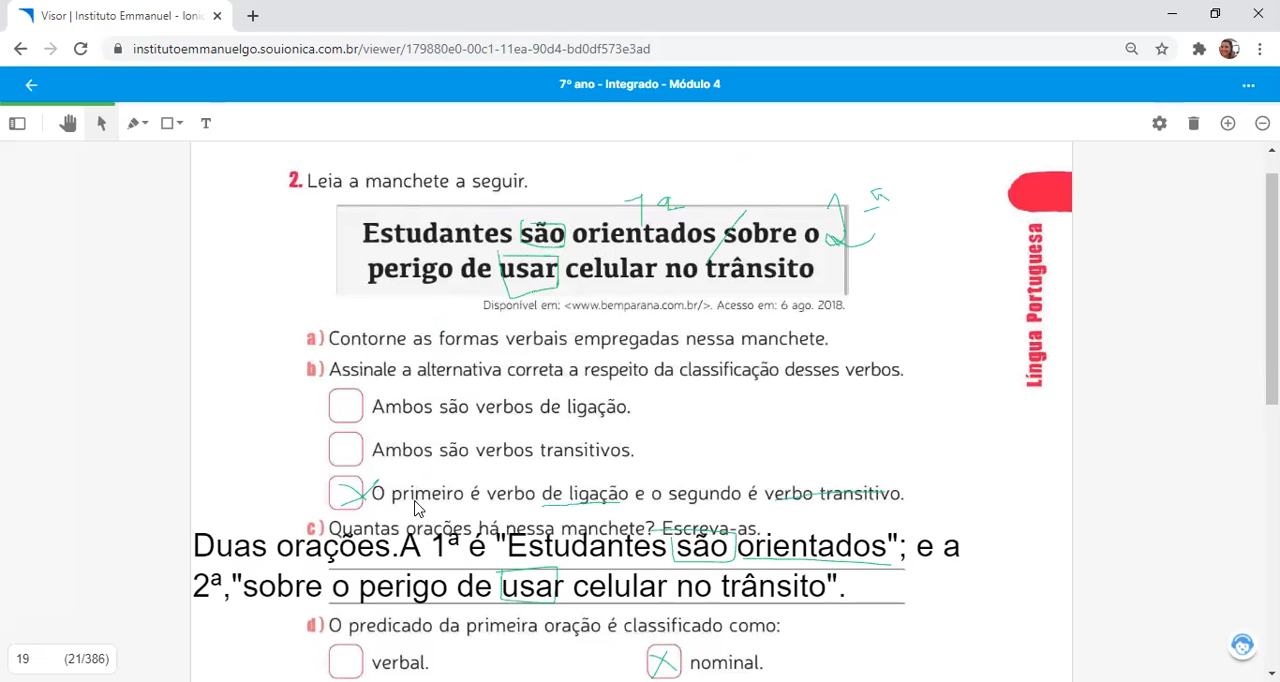 Visor | Instituto Emmanuel - Ionic
institutoemmanuelgo.souionica.com.br/viewer/179880e0-00c1-11ea-90d4-bd0df573e3ad
7º ano - Integrado - Módulo 4
T
2. Leia a manchete a seguir.
1ª
2ª
Estudantes são orientados sobre o
perigo de usar celular no trânsito
Disponível em: <www.bemparana.com.br/>. Acesso em: 6 ago. 2018.
Língua Portuguesa
a) Contorne as formas verbais empregadas nessa manchete.
b) Assinale a alternativa correta a respeito da classificação desses verbos.
Ambos são verbos de ligação.
Ambos são verbos transitivos.
X O primeiro é verbo de ligação e o segundo é verbo transitivo.
c) Quantas orações há nessa manchete? Escreva-as.
Duas orações.A 1ª é "Estudantes são orientados"; e a
2ª,"sobre o perigo de usar celular no trânsito".
d) O predicado da primeira oração é classificado como:
verbal. X nominal.
19 (21/386)